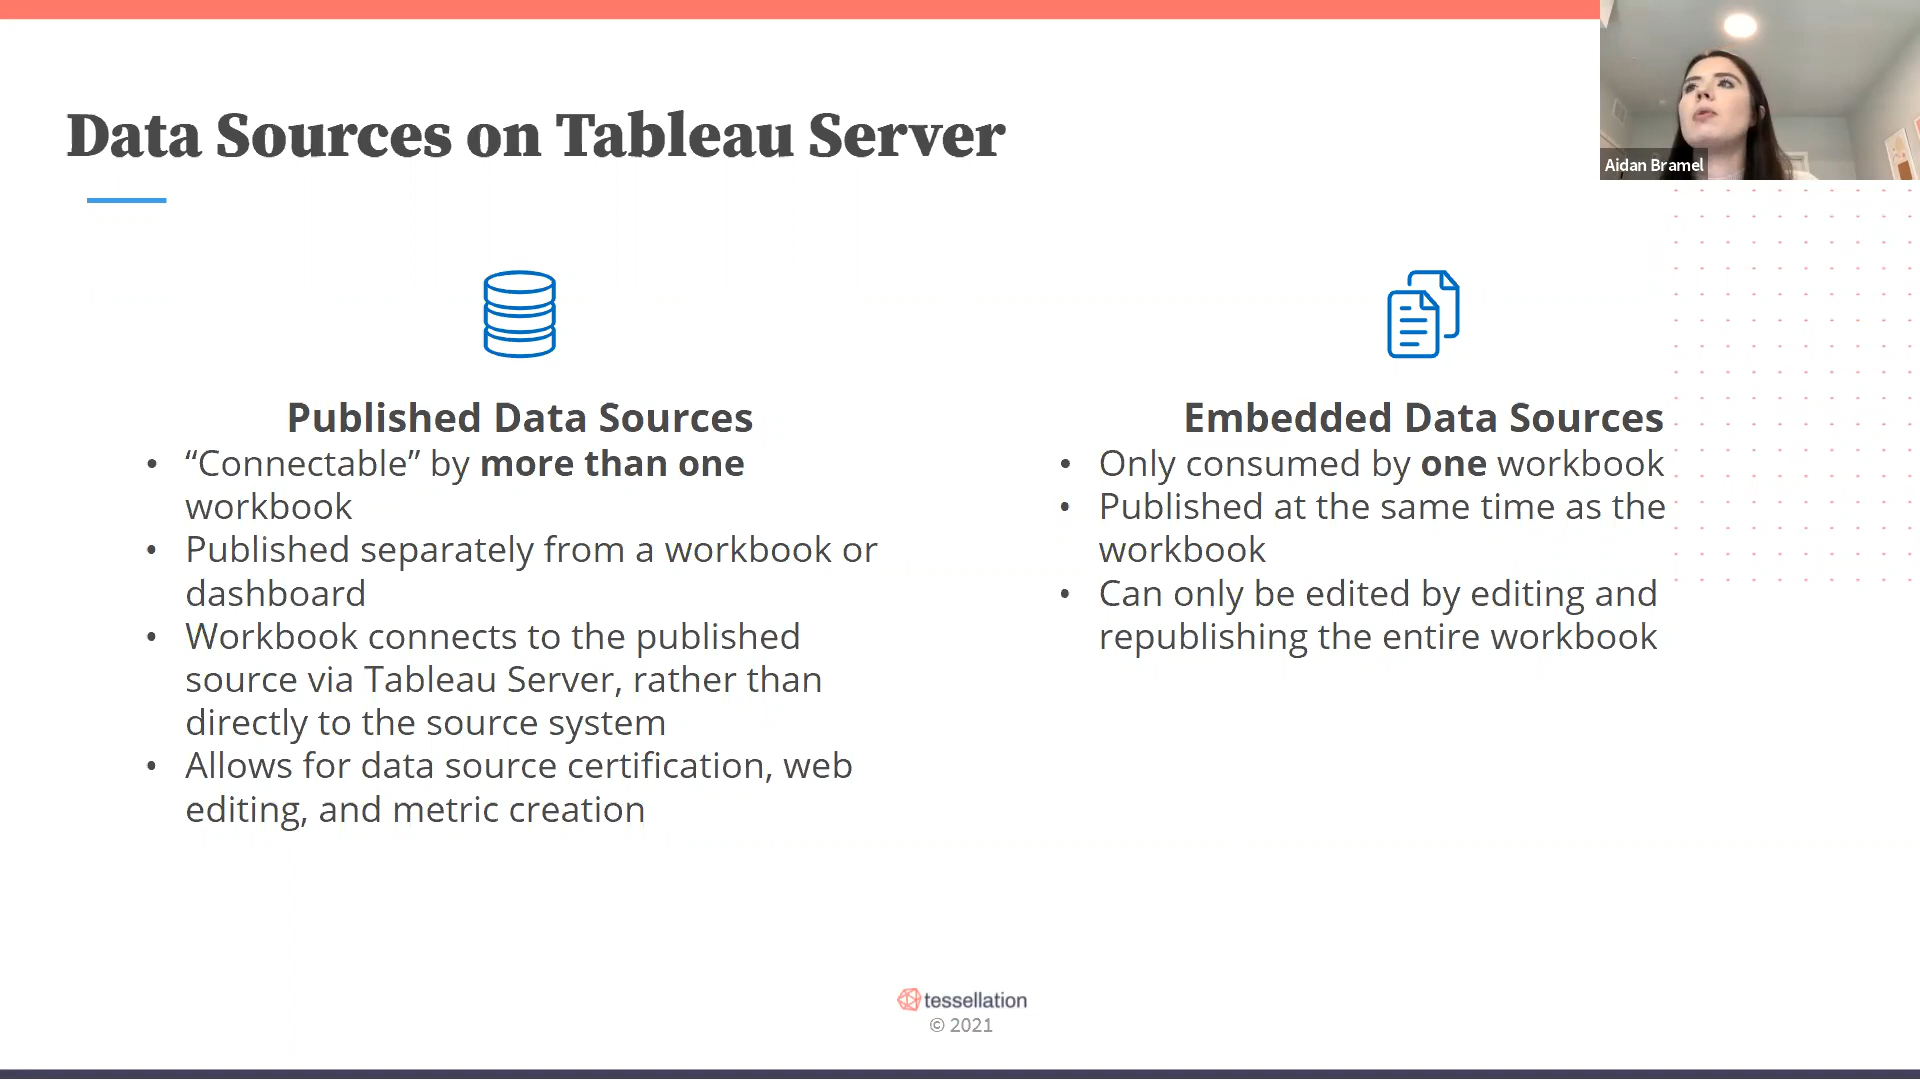 Data Sources on Tableau Server
Aidan Bramel
Published Data Sources
• “Connectable” by more than one
workbook
• Published separately from a workbook or
dashboard
• Workbook connects to the published
source via Tableau Server, rather than
directly to the source system
• Allows for data source certification, web
editing, and metric creation
Embedded Data Sources
• Only consumed by one workbook
• Published at the same time as the
workbook
• Can only be edited by editing and
republishing the entire workbook
tessellation
© 2021